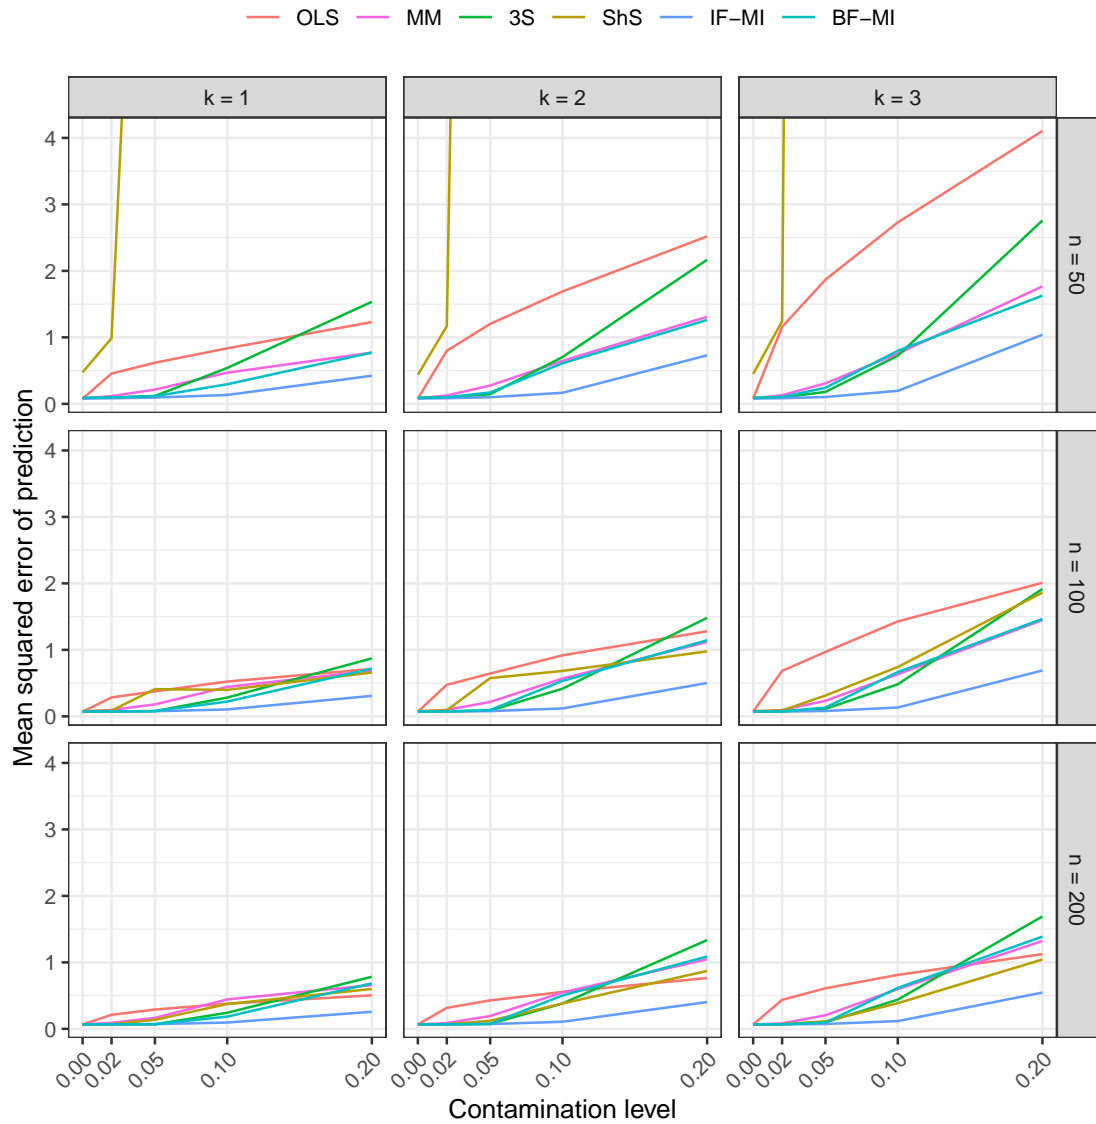 OLS MM 3S ShS IF−MI BF−MI
k = 1 k = 2 k = 3
4
3
2
1
0
n = 50
4
3
2
1
0
n = 100
4
3
2
1
0
n = 200
Mean squared error of prediction
0.00 0.02 0.05 0.10 0.20 0.00 0.02 0.05 0.10 0.20 0.00 0.02 0.05 0.10 0.20
Contamination level